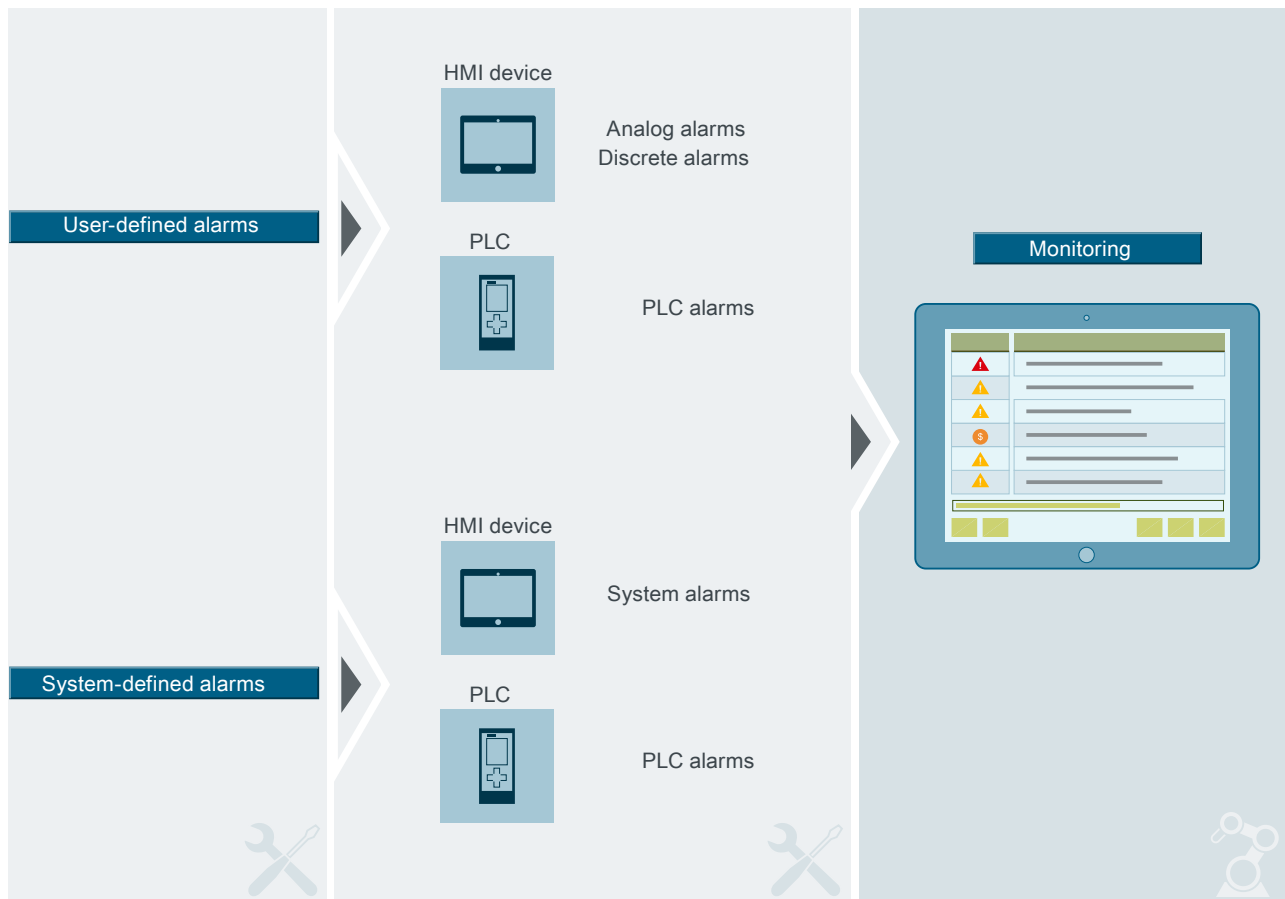 User-defined alarms
System-defined alarms
HMI device
Analog alarms
Discrete alarms
PLC
PLC alarms
HMI device
System alarms
PLC
PLC alarms
Monitoring
$